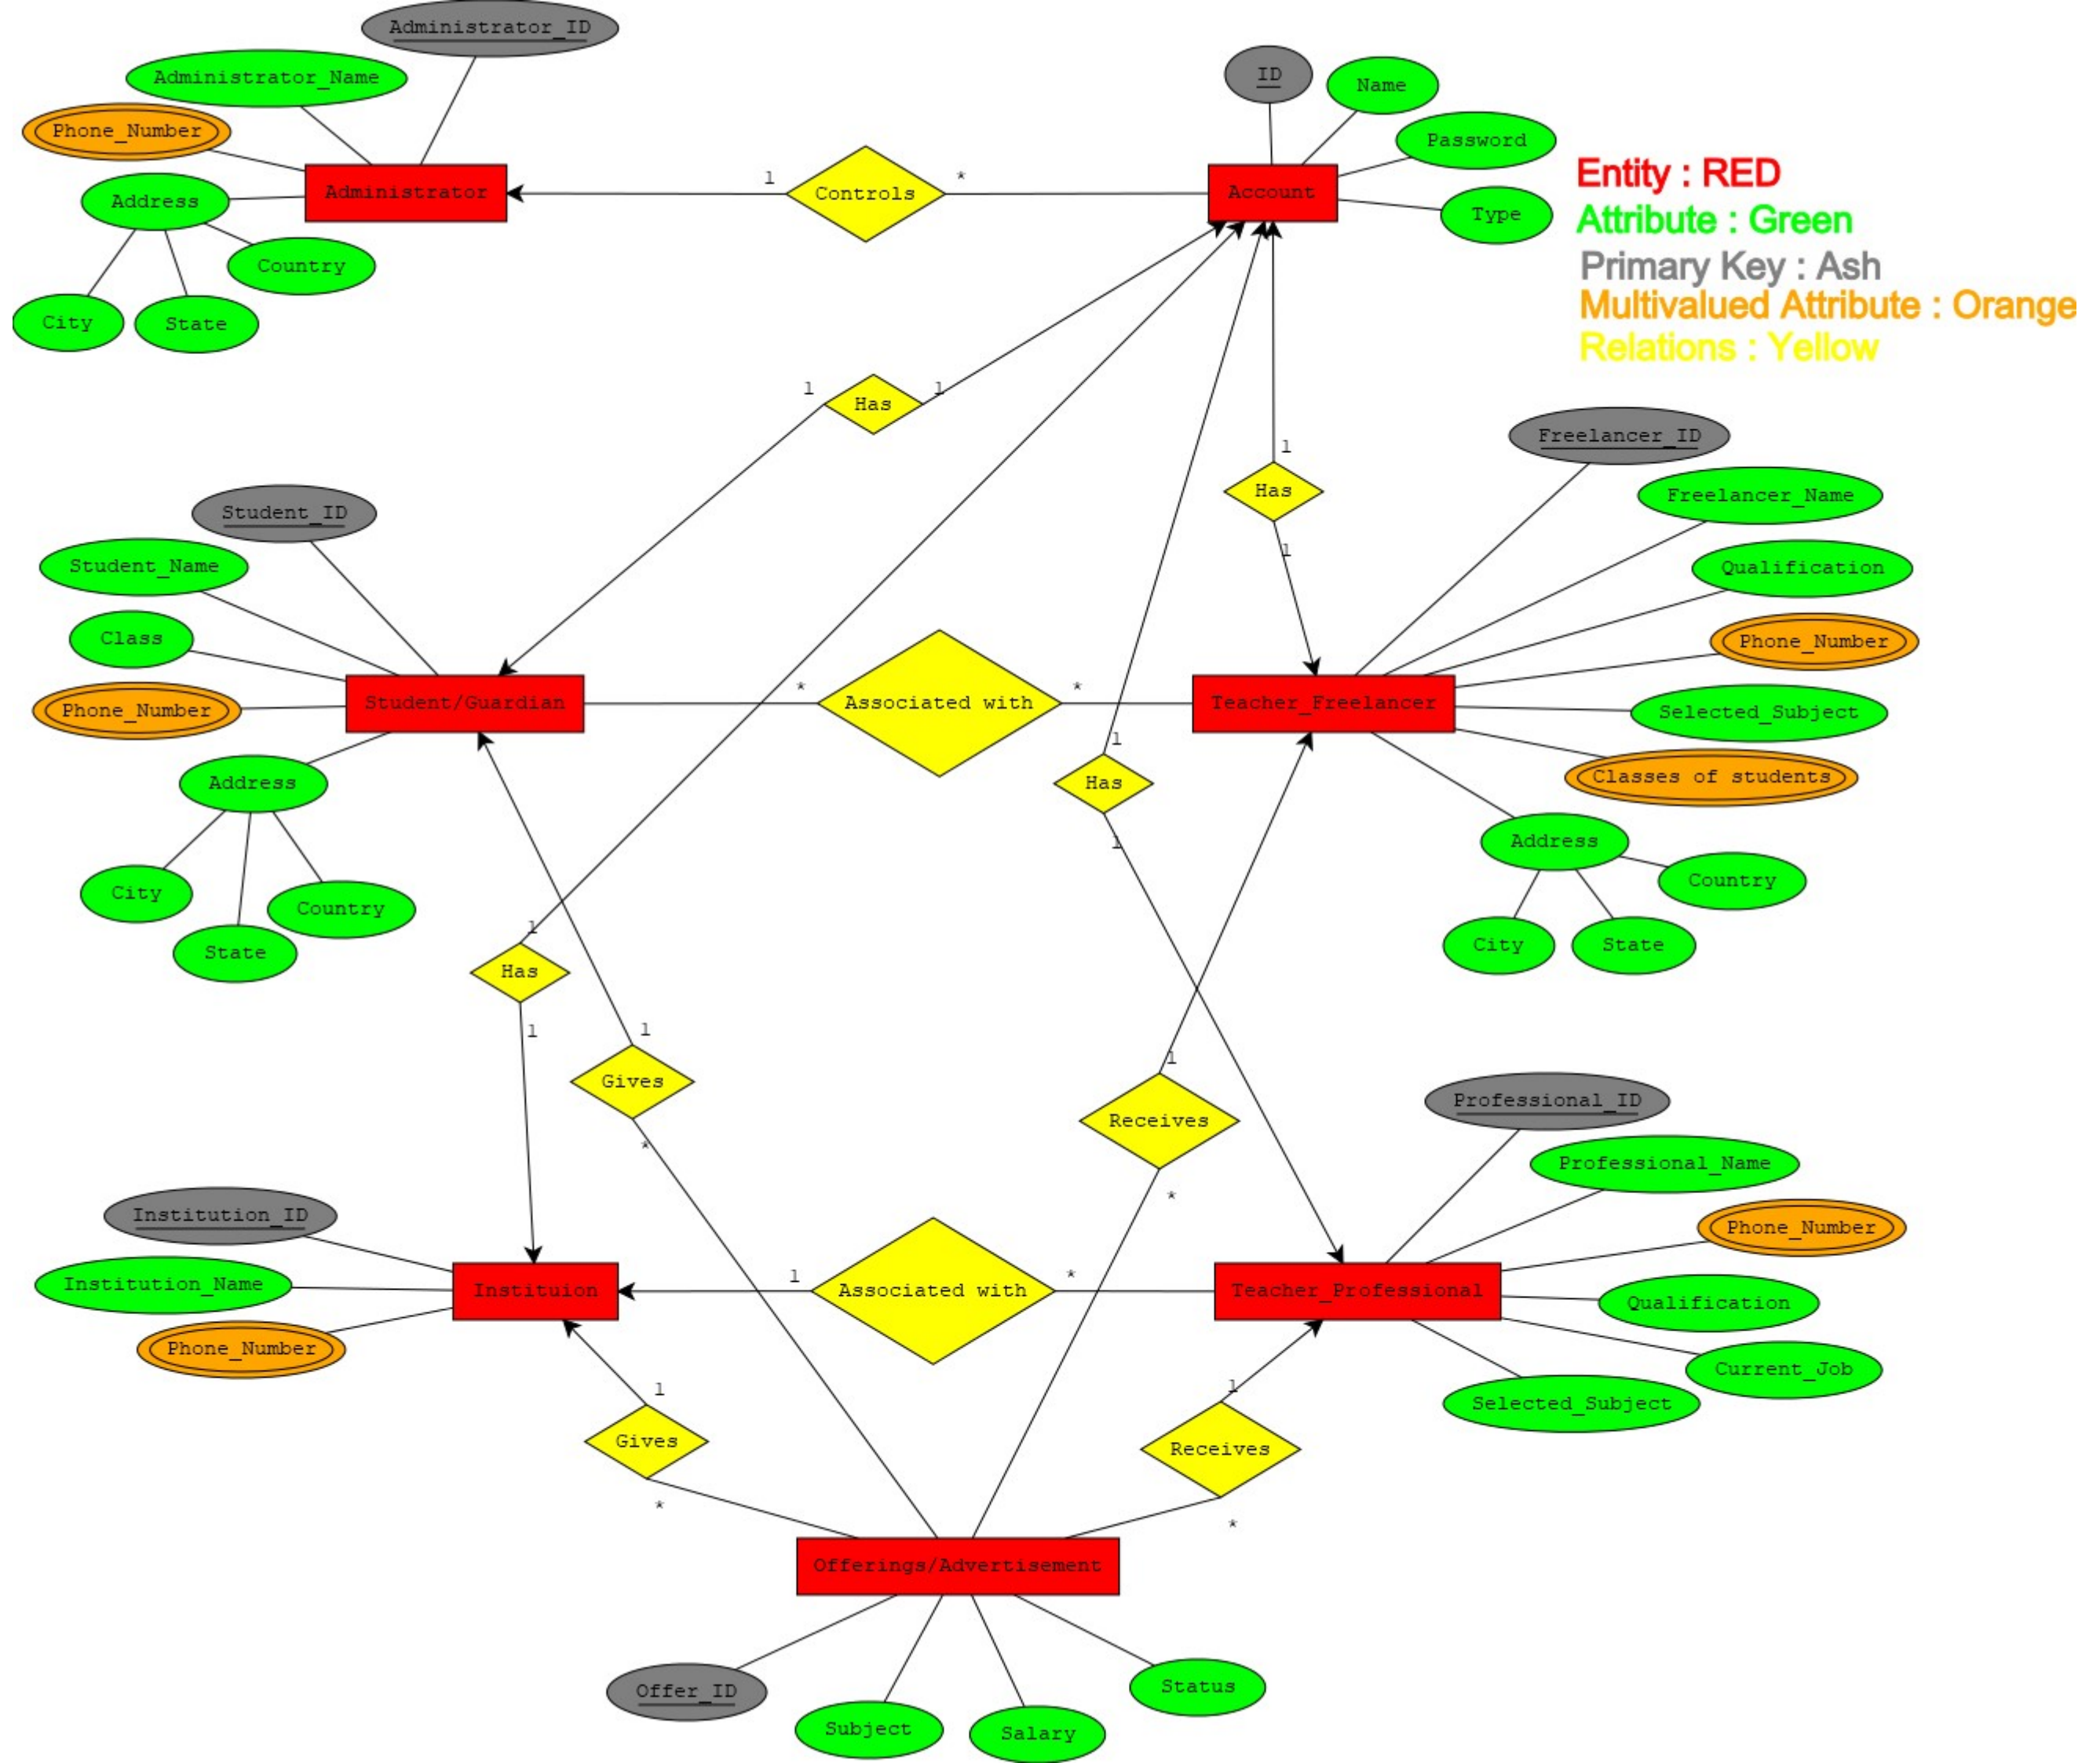 Administrator_ID
Administrator_Name
Phone_Number
Administrator
Address
Country
City
State
1
Controls
*
ID
Name
Password
Account
Type
Entity : RED
Attribute : Green
Primary Key : Ash
Multivalued Attribute : Orange
Relations : Yellow
1
Has
1
1
Has
1
Freelancer_ID
Freelancer_Name
Qualification
Phone_Number
Teacher_Freelancer
Selected_Subject
Classes of students
Address
Country
City
State
Student_ID
Student_Name
Class
Student/Guardian
Phone_Number
Address
City
Country
State
*
Associated with
*
1
Has
1
1
Has
1
1
Gives
*
1
Receives
*
Professional_ID
Professional_Name
Phone_Number
Teacher_Professional
Qualification
Current_Job
Selected_Subject
Institution_ID
Institution_Name
Instituion
Phone_Number
1
Associated with
*
1
Gives
*
1
Receives
*
Offerings/Advertisement
Offer_ID
Subject
Salary
Status